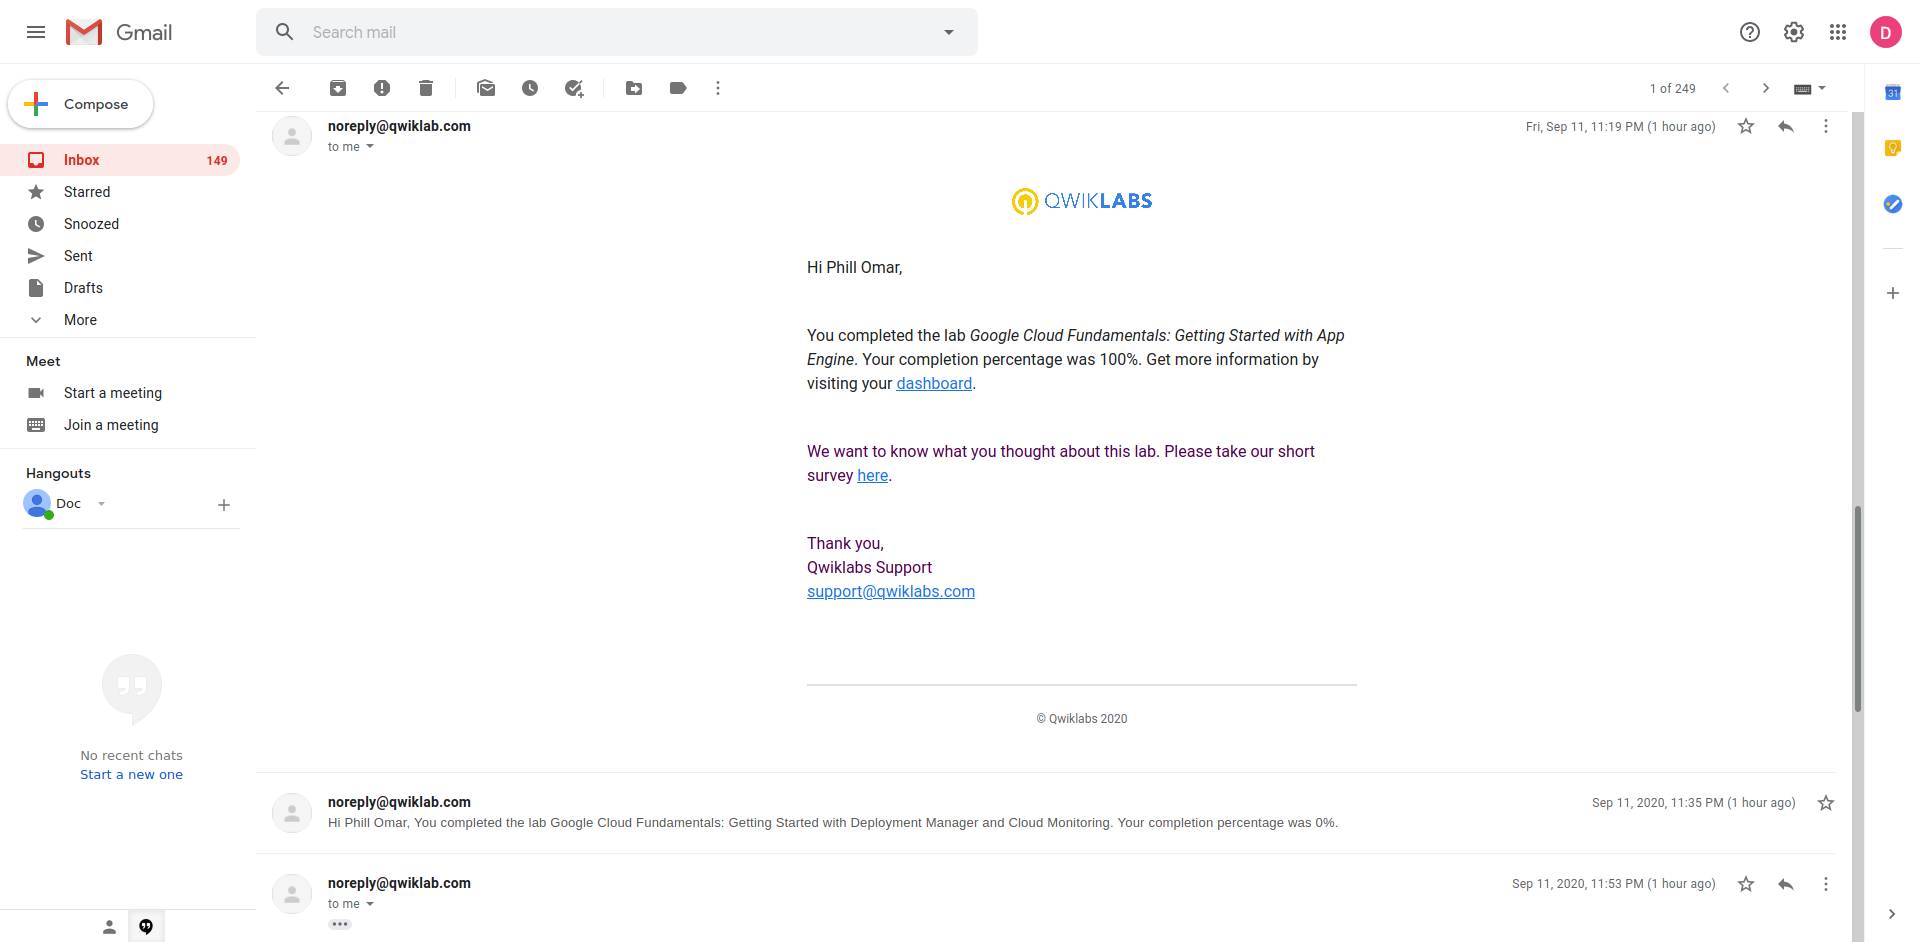 Gmail
Search mail
D
Compose
1 of 249
31
Inbox 149
Starred
Snoozed
Sent
Drafts
More
Meet
Start a meeting
Join a meeting
Hangouts
Doc
No recent chats
Start a new one
noreply@qwiklab.com Fri, Sep 11, 11:19 PM (1 hour ago)
to me
QWIKLABS
Hi Phill Omar,
You completed the lab Google Cloud Fundamentals: Getting Started with App
Engine. Your completion percentage was 100%. Get more information by
visiting your dashboard.
We want to know what you thought about this lab. Please take our short
survey here.
Thank you,
Qwiklabs Support
support@qwiklabs.com
© Qwiklabs 2020
noreply@qwiklab.com Sep 11, 2020, 11:35 PM (1 hour ago)
Hi Phill Omar, You completed the lab Google Cloud Fundamentals: Getting Started with Deployment Manager and Cloud Monitoring. Your completion percentage was 0%.
noreply@qwiklab.com Sep 11, 2020, 11:53 PM (1 hour ago)
to me